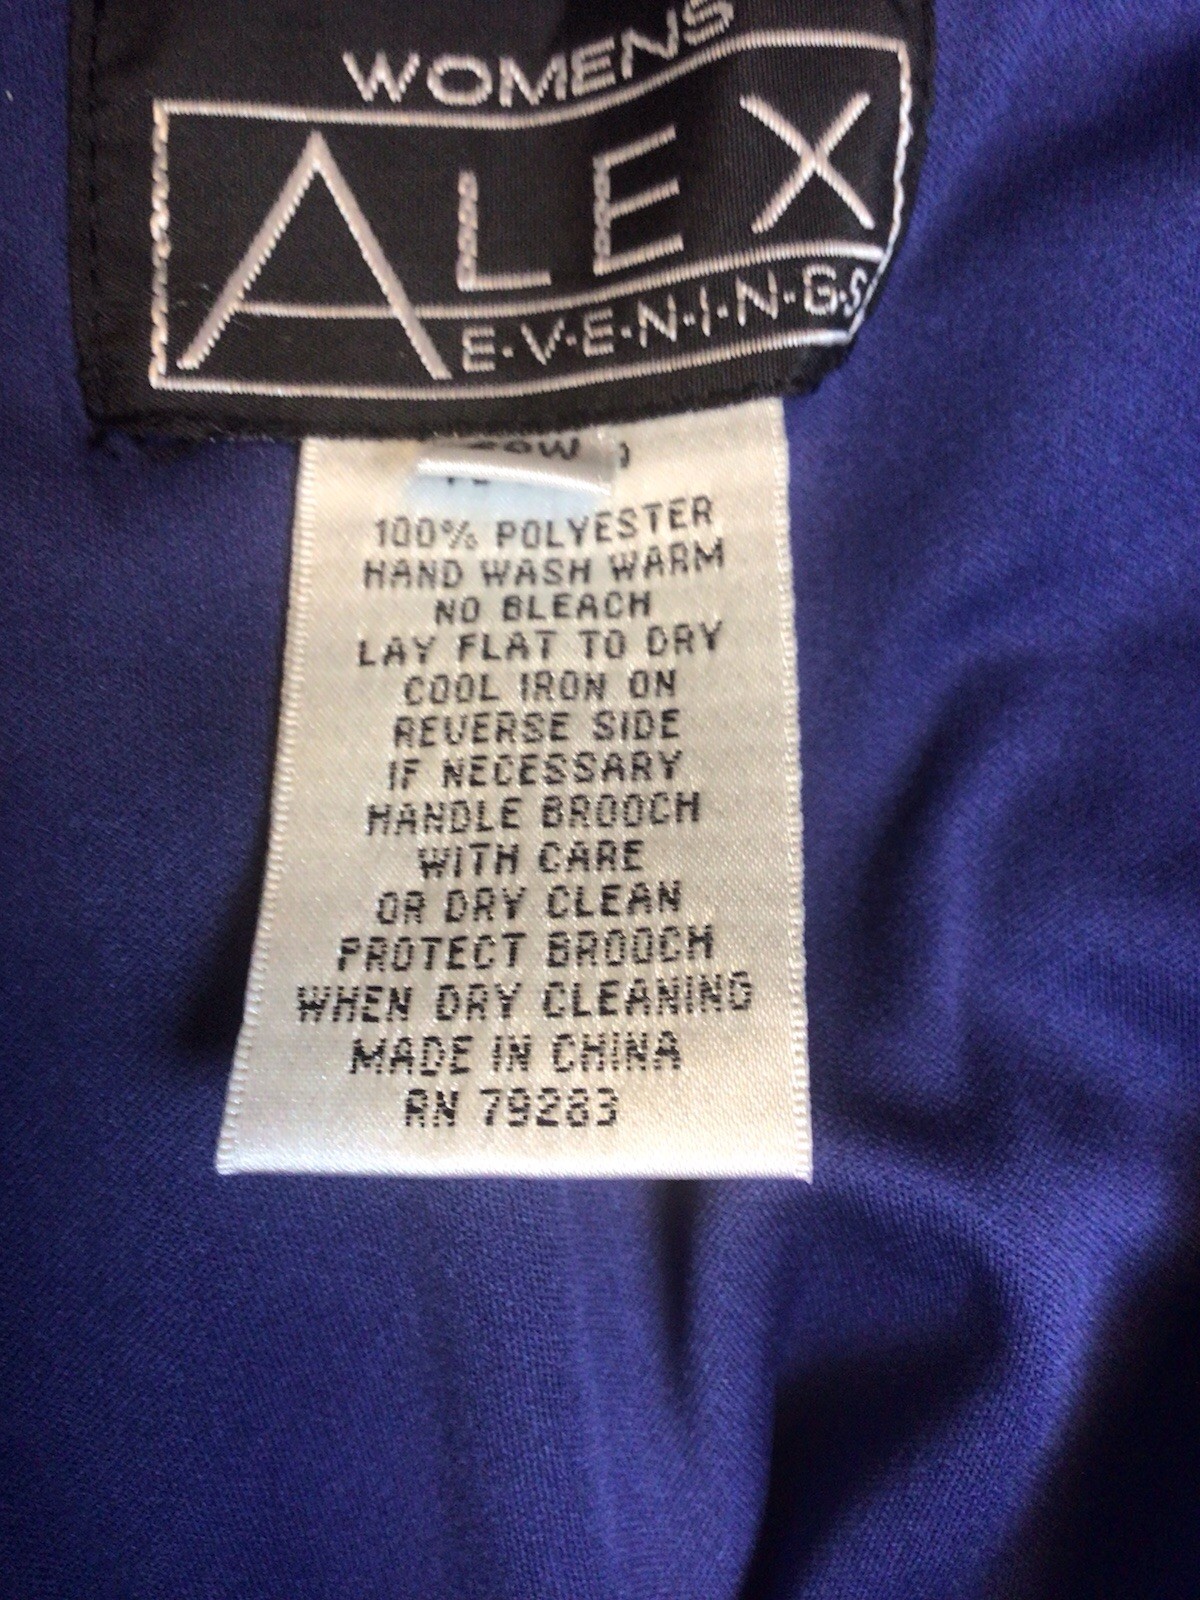 WOMENS
ALEX
E·V·E·N·I·N·G·S
100% POLYESTER
HAND WASH WARM
NO BLEACH
LAY FLAT TO DRY
COOL IRON ON
REVERSE SIDE
IF NECESSARY
HANDLE BROOCH
WITH CARE
OR DRY CLEAN
PROTECT BROOCH
WHEN DRY CLEANING
MADE IN CHINA
RN 79283